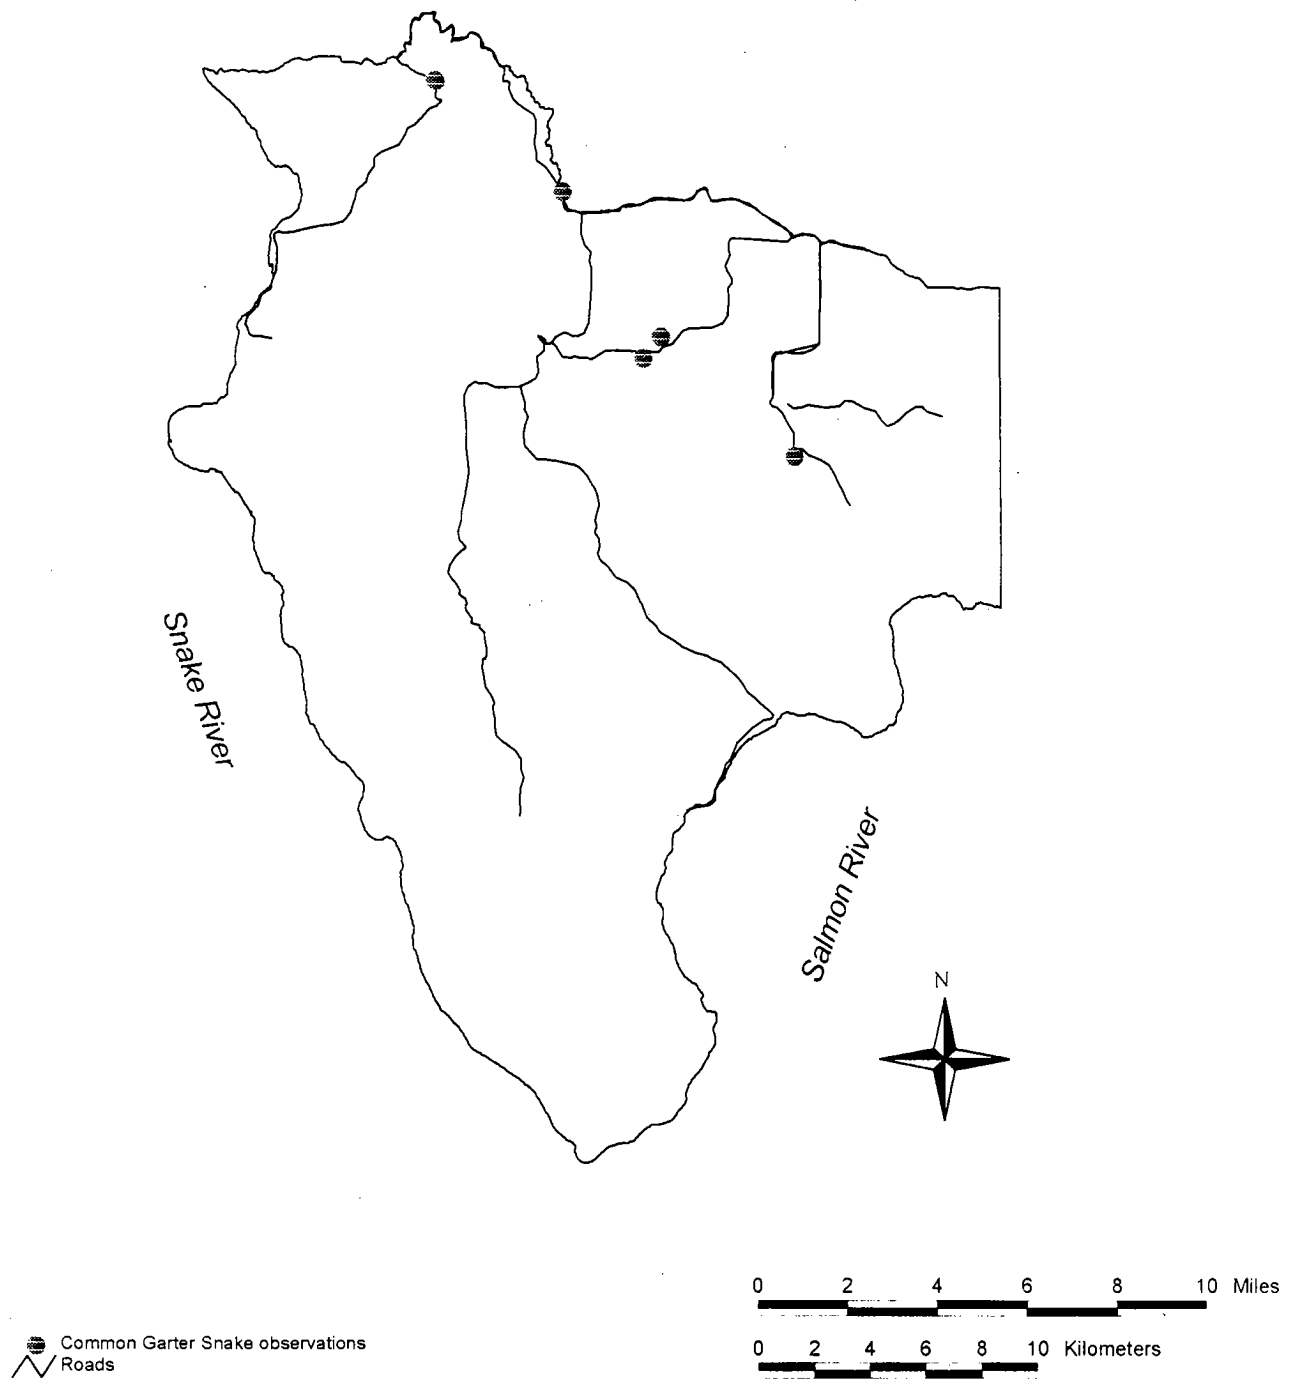 Snake River
Salmon River
N
0 2 4 6 8 10 Miles
0 2 4 6 8 10 Kilometers
Common Garter Snake observations
Roads